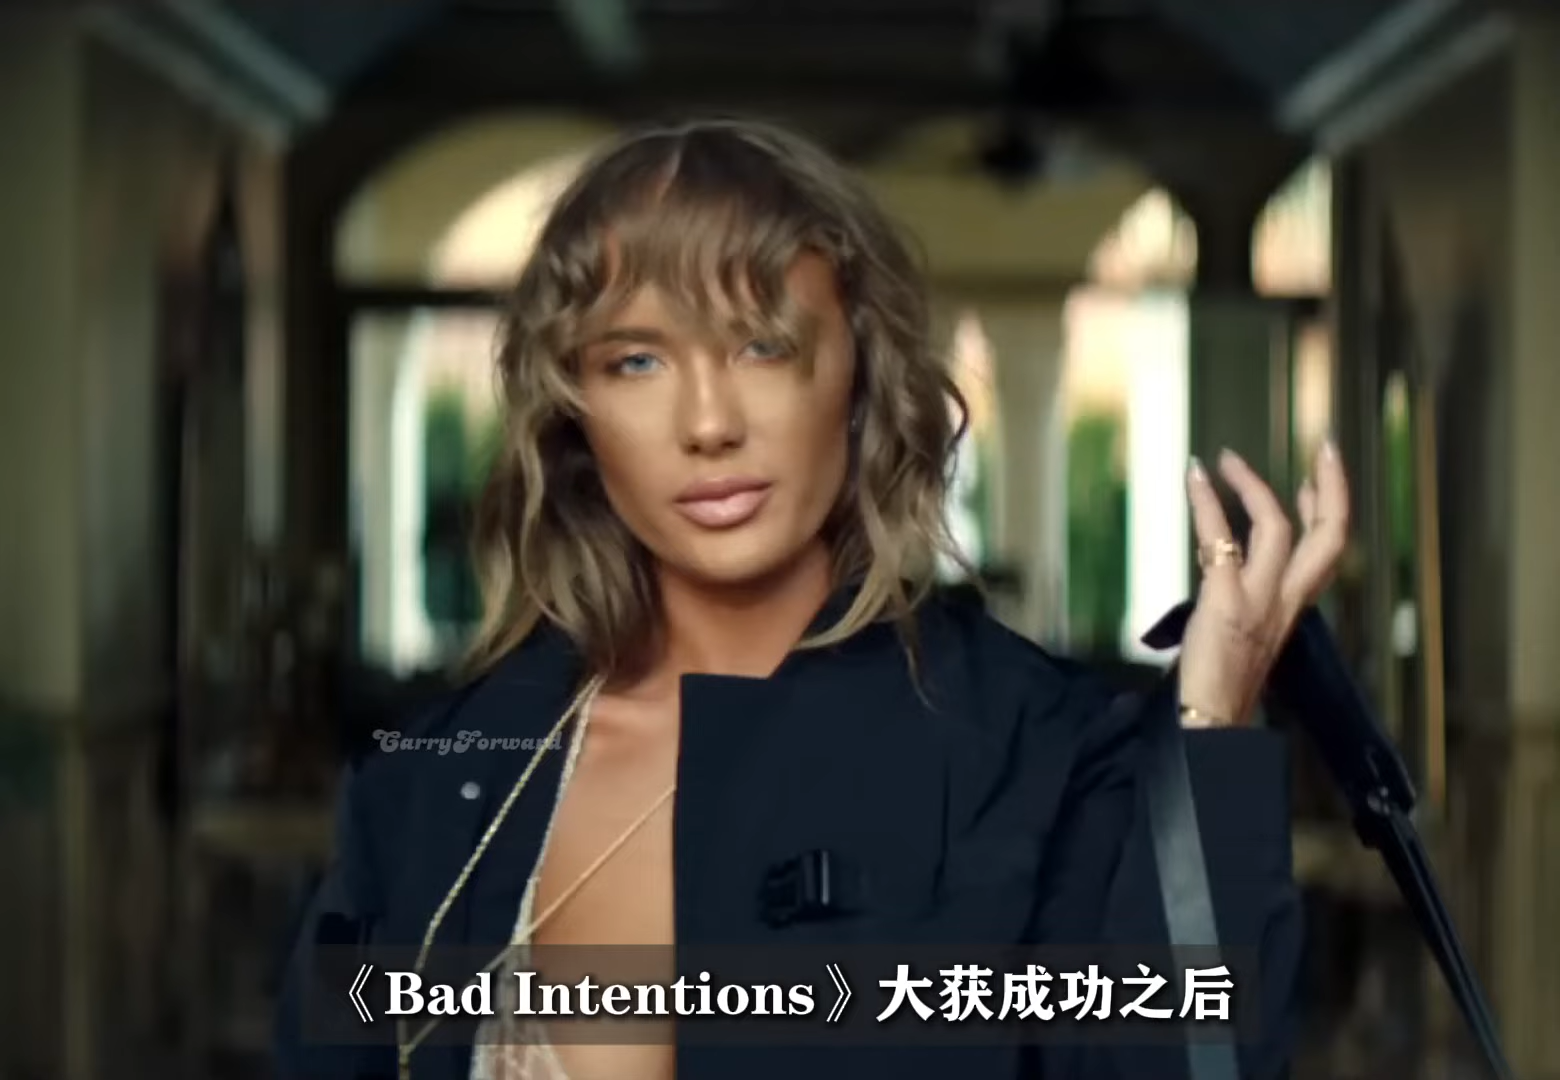 CarryForward
《Bad Intentions》大获成功之后